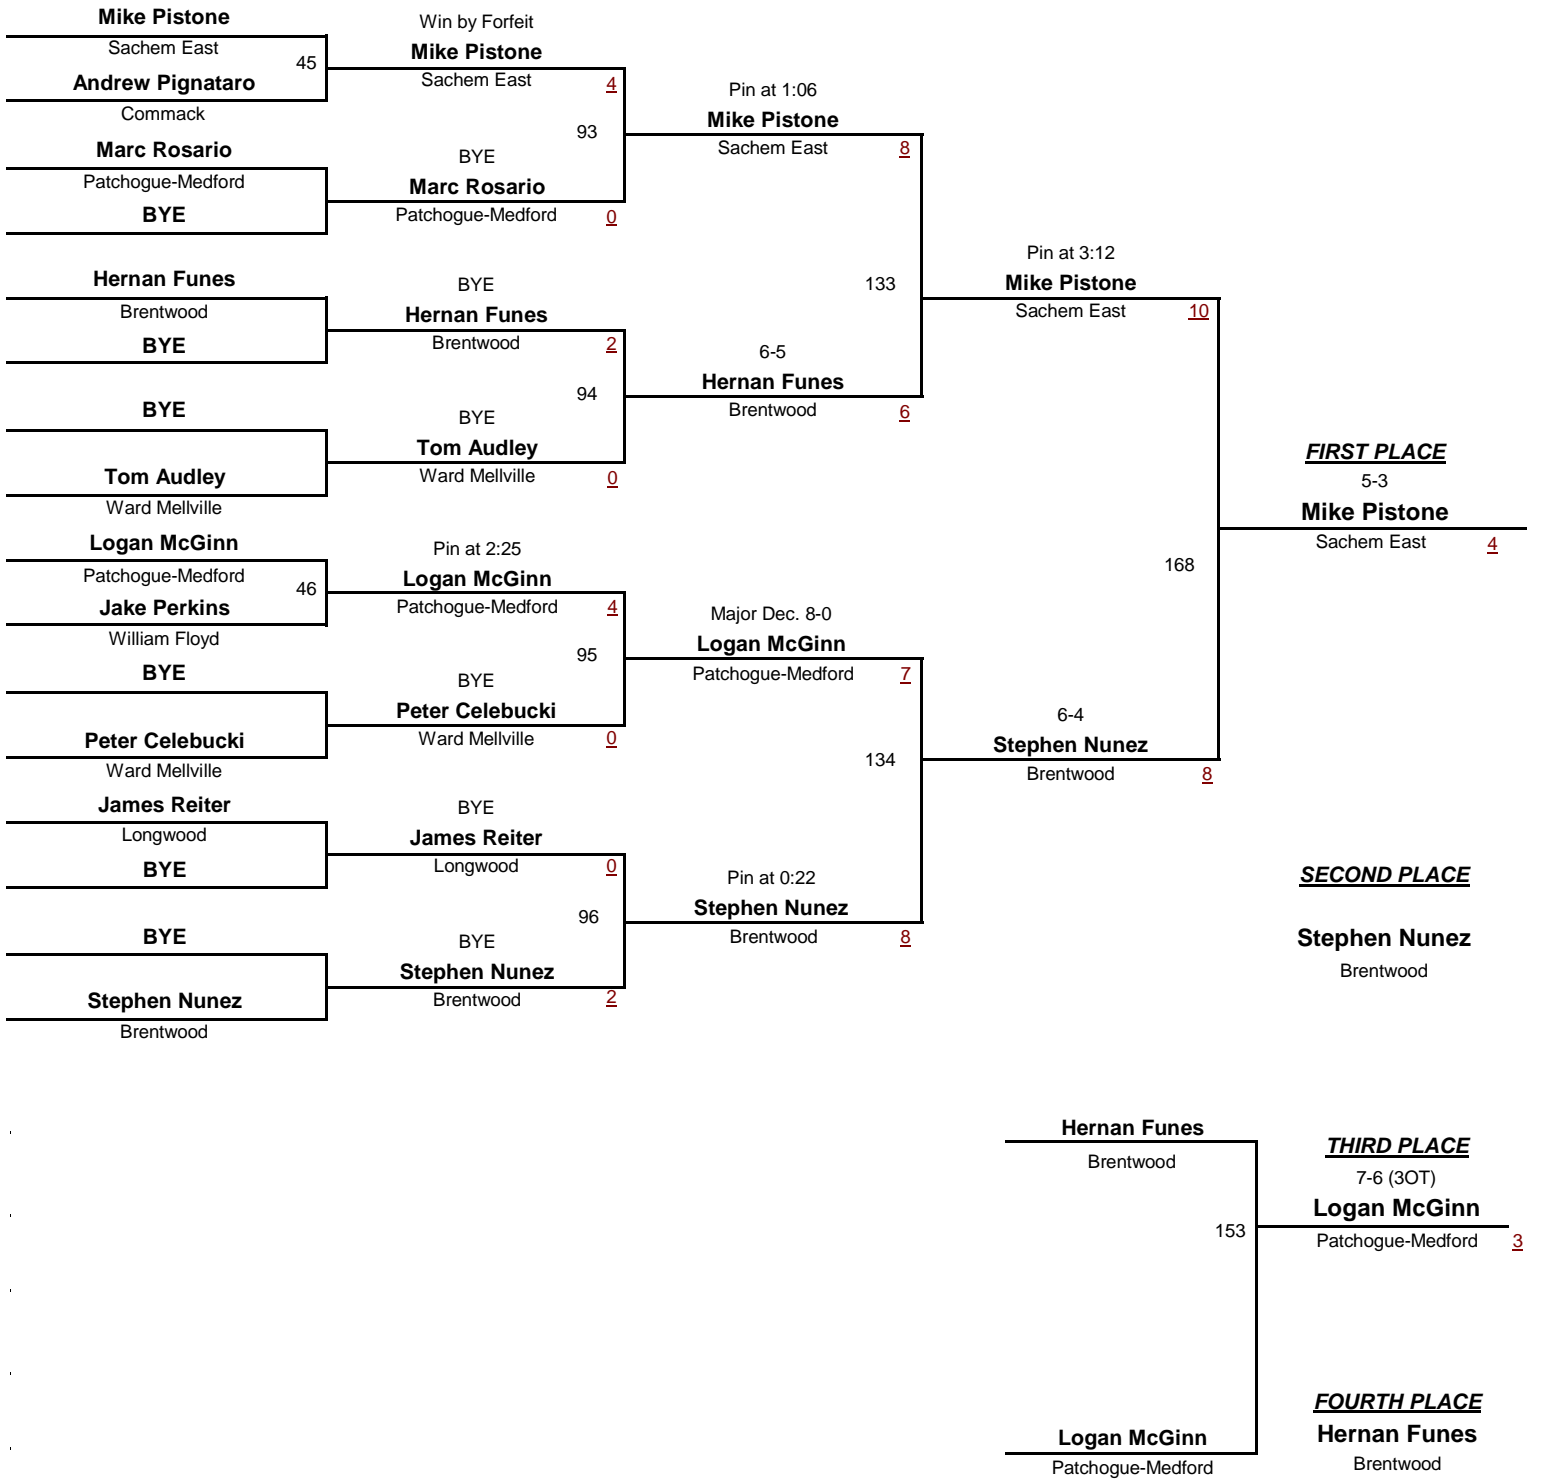 Mike Pistone
Sachem East
45
Andrew Pignataro
Commack
Marc Rosario
Patchogue-Medford
BYE
Hernan Funes
Brentwood
BYE
BYE
Tom Audley
Ward Mellville
Logan McGinn
Patchogue-Medford
46
Jake Perkins
William Floyd
BYE
Peter Celebucki
Ward Mellville
James Reiter
Longwood
BYE
BYE
Stephen Nunez
Brentwood
Win by Forfeit
Mike Pistone
Sachem East
4
93
BYE
Marc Rosario
Patchogue-Medford
0
BYE
Hernan Funes
Brentwood
2
94
BYE
Tom Audley
Ward Mellville
0
Pin at 2:25
Logan McGinn
Patchogue-Medford
4
95
BYE
Peter Celebucki
Ward Mellville
0
BYE
James Reiter
Longwood
0
96
BYE
Stephen Nunez
Brentwood
2
Pin at 1:06
Mike Pistone
Sachem East
8
133
6-5
Hernan Funes
Brentwood
6
Major Dec. 8-0
Logan McGinn
Patchogue-Medford
7
134
Pin at 0:22
Stephen Nunez
Brentwood
8
Pin at 3:12
Mike Pistone
Sachem East
10
168
6-4
Stephen Nunez
Brentwood
8
FIRST PLACE
5-3
Mike Pistone
Sachem East
4
SECOND PLACE
Stephen Nunez
Brentwood
Hernan Funes
Brentwood
153
Logan McGinn
Patchogue-Medford
THIRD PLACE
7-6 (3OT)
Logan McGinn
Patchogue-Medford
3
FOURTH PLACE
Hernan Funes
Brentwood